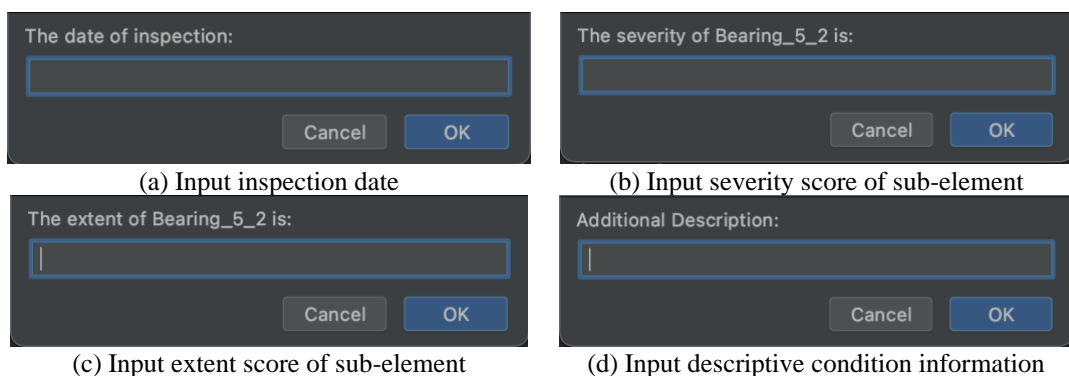 The date of inspection:
Cancel
OK
(a) Input inspection date
The severity of Bearing_5_2 is:
Cancel
OK
(b) Input severity score of sub-element
The extent of Bearing_5_2 is:
Cancel
OK
(c) Input extent score of sub-element
Additional Description:
Cancel
OK
(d) Input descriptive condition information